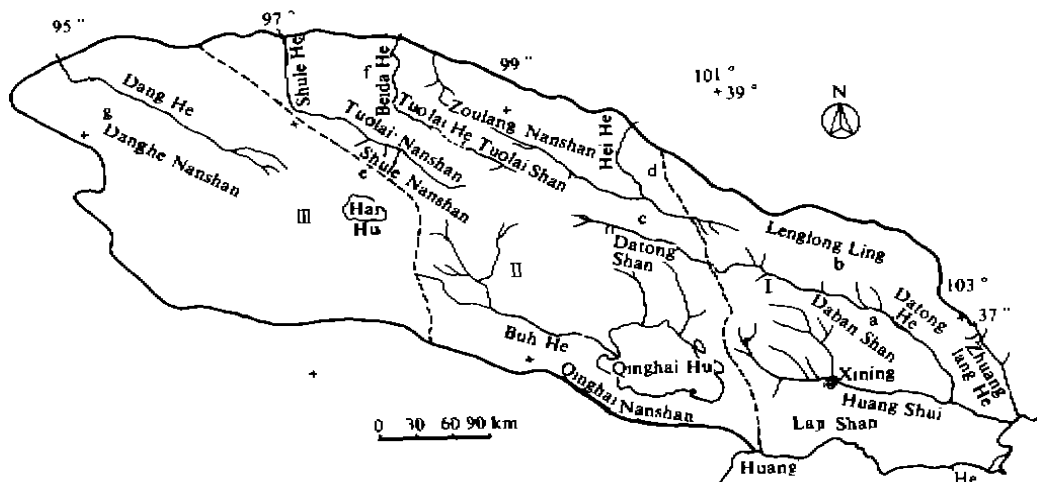 95 "
97 °
99 "
101 °
+ 39 °
N
Shule He
f
Beida He
Dang He
g
Danghe Nanshan
Zoulang Nanshan
Tuolai He
Tuolai Shan
Tuolai Nanshan
Shule Nanshan
e
Hei He
d
c
Har
Hu
III
II
Datong
Shan
Lenglong Ling
b
I
103 °
37 "
Datong
He
a
Daban Shan
Zhuang
lang He
Buh He
Qinghai Hu
Xining
Huang Shui
Qinghai Nanshan
Lap Shan
0 30 60 90 km
Huang
He